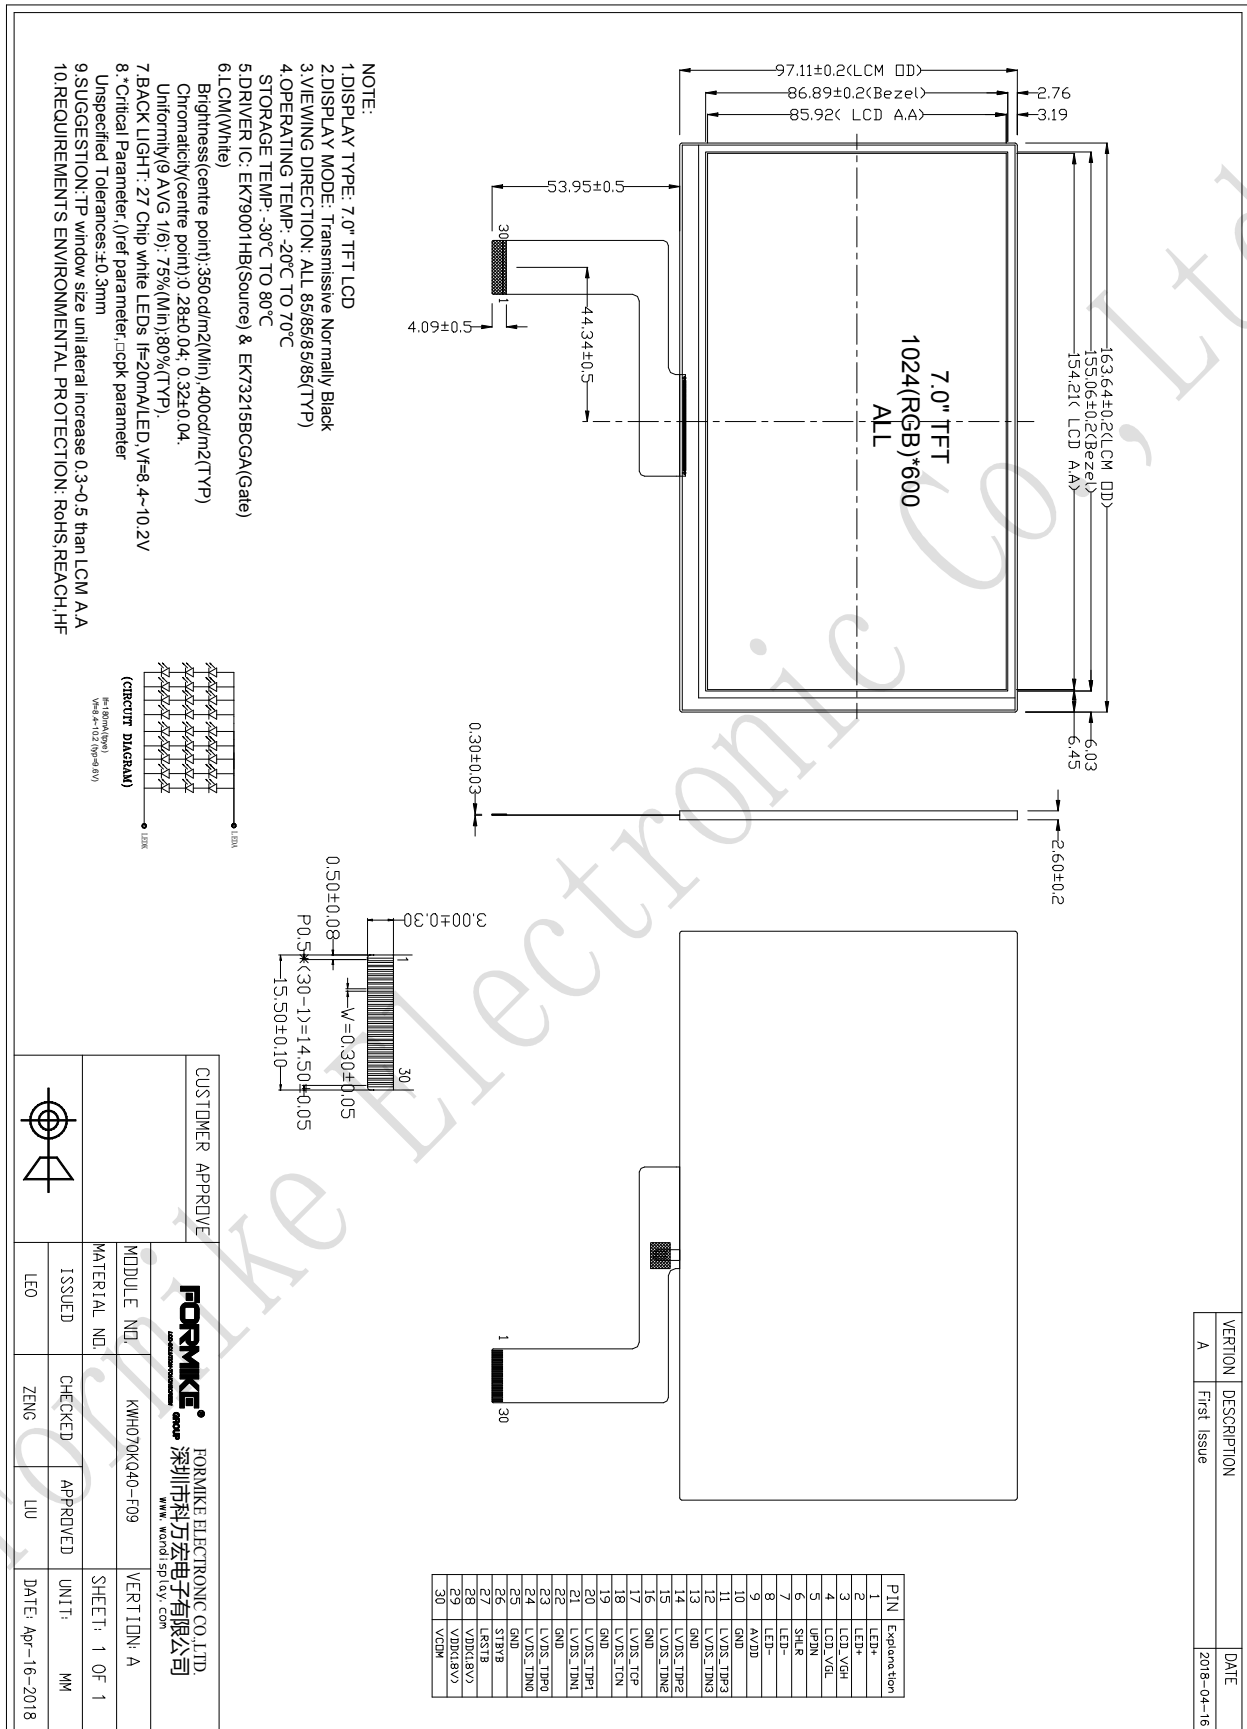 VERTION DESCRIPTION DATE
A First Issue 2018-04-16
97.11±0.2(LCM OD)
86.89±0.2(Bezel)
85.92( LCD A.A)
2.76
3.19
163.64±0.2(LCM OD)
155.06±0.2(Bezel)
154.21( LCD A.A)
6.03
6.45
7.0" TFT
1024(RGB)*600
ALL
53.95±0.5
44.34±0.5
4.09±0.5
30
1
0.30±0.03
2.60±0.2
1
30
PIN Explanation
1 LED+
2 LED+
3 LCD_VGH
4 LCD_VGL
5 UPDN
6 SHLR
7 LED-
8 LED-
9 AVDD
10 GND
11 LVDS_TDP3
12 LVDS_TDN3
13 GND
14 LVDS_TDP2
15 LVDS_TDN2
16 GND
17 LVDS_TCP
18 LVDS_TCN
19 GND
20 LVDS_TDP1
21 LVDS_TDN1
22 GND
23 LVDS_TDP0
24 LVDS_TDN0
25 GND
26 STBYB
27 LRSTB
28 VDD(1.8V)
29 VDD(1.8V)
30 VCOM
NOTE:
1.DISPLAY TYPE: 7.0" TFT LCD
2.DISPLAY MODE: Transmissive Normally Black
3.VIEWING DIRECTION: ALL 85/85/85/85(TYP)
4.OPERATING TEMP: -20°C TO 70°C
STORAGE TEMP: -30°C TO 80°C
5.DRIVER IC: EK79001HB(Source) & EK73215BCGA(Gate)
6.LCM(White)
Brightness(centre point):350cd/m2(Min),400cd/m2(TYP)
Chromaticity(centre point):0.28±0.04; 0.32±0.04.
Uniformity(9 AVG 1/6): 75%(Min);80%(TYP).
7.BACK LIGHT: 27 Chip white LEDs If=20mA/LED,Vf=8.4~10.2V
8.*Critical Parameter,()ref parameter,□cpk parameter
Unspecified Tolerances:±0.3mm
9.SUGGESTION:TP window size unilateral increase 0.3~0.5 than LCM A.A
10.REQUIREMENTS ENVIRONMENTAL PROTECTION: RoHS,REACH,HF
LEDA
LEDK
(CIRCUIT DIAGRAM)
3.00±0.30
1
30
0.50±0.08
W=0.30±0.05
P0.5*(30-1)=14.50±0.05
15.50±0.10
CUSTOMER APPROVE
FORMIKE® GROUP
FORMIKE ELECTRONIC CO.,LTD.
深圳市科万宏电子有限公司
www.wandisplay.com
MODULE NO. KWH070KQ40-F09 VERTION: A
MATERIAL NO. SHEET: 1 OF 1
ISSUED CHECKED APPROVED UNIT: MM
LEO ZENG LIU DATE: Apr-16-2018
Formike Electronic Co., Ltd